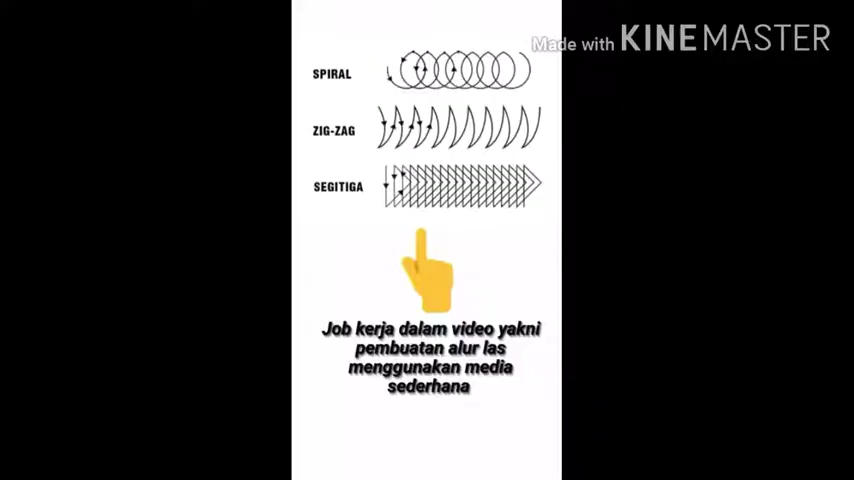 Made with KINEMASTER
SPIRAL
ZIG-ZAG
SEGITIGA
Job kerja dalam video yakni
pembuatan alur las
menggunakan media
sederhana